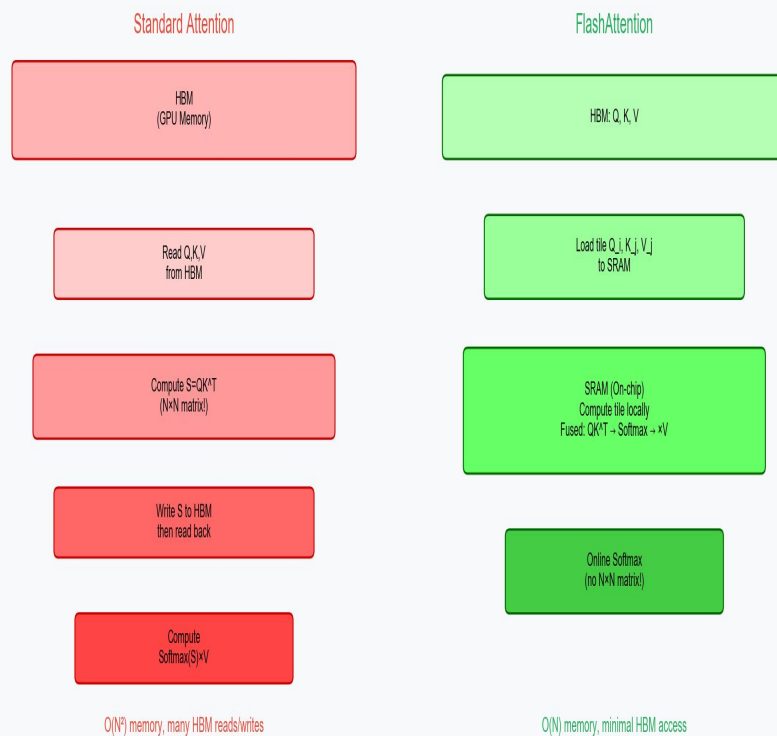 Standard Attention
HBM
(GPU Memory)
Read Q,K,V
from HBM
Compute S=QK^T
(N×N matrix!)
Write S to HBM
then read back
Compute
Softmax(S)×V
O(N²) memory, many HBM reads/writes
FlashAttention
HBM: Q, K, V
Load tile Q_i, K_j, V_j
to SRAM
SRAM (On-chip)
Compute tile locally
Fused: QK^T → Softmax → ×V
Online Softmax
(no N×N matrix!)
O(N) memory, minimal HBM access